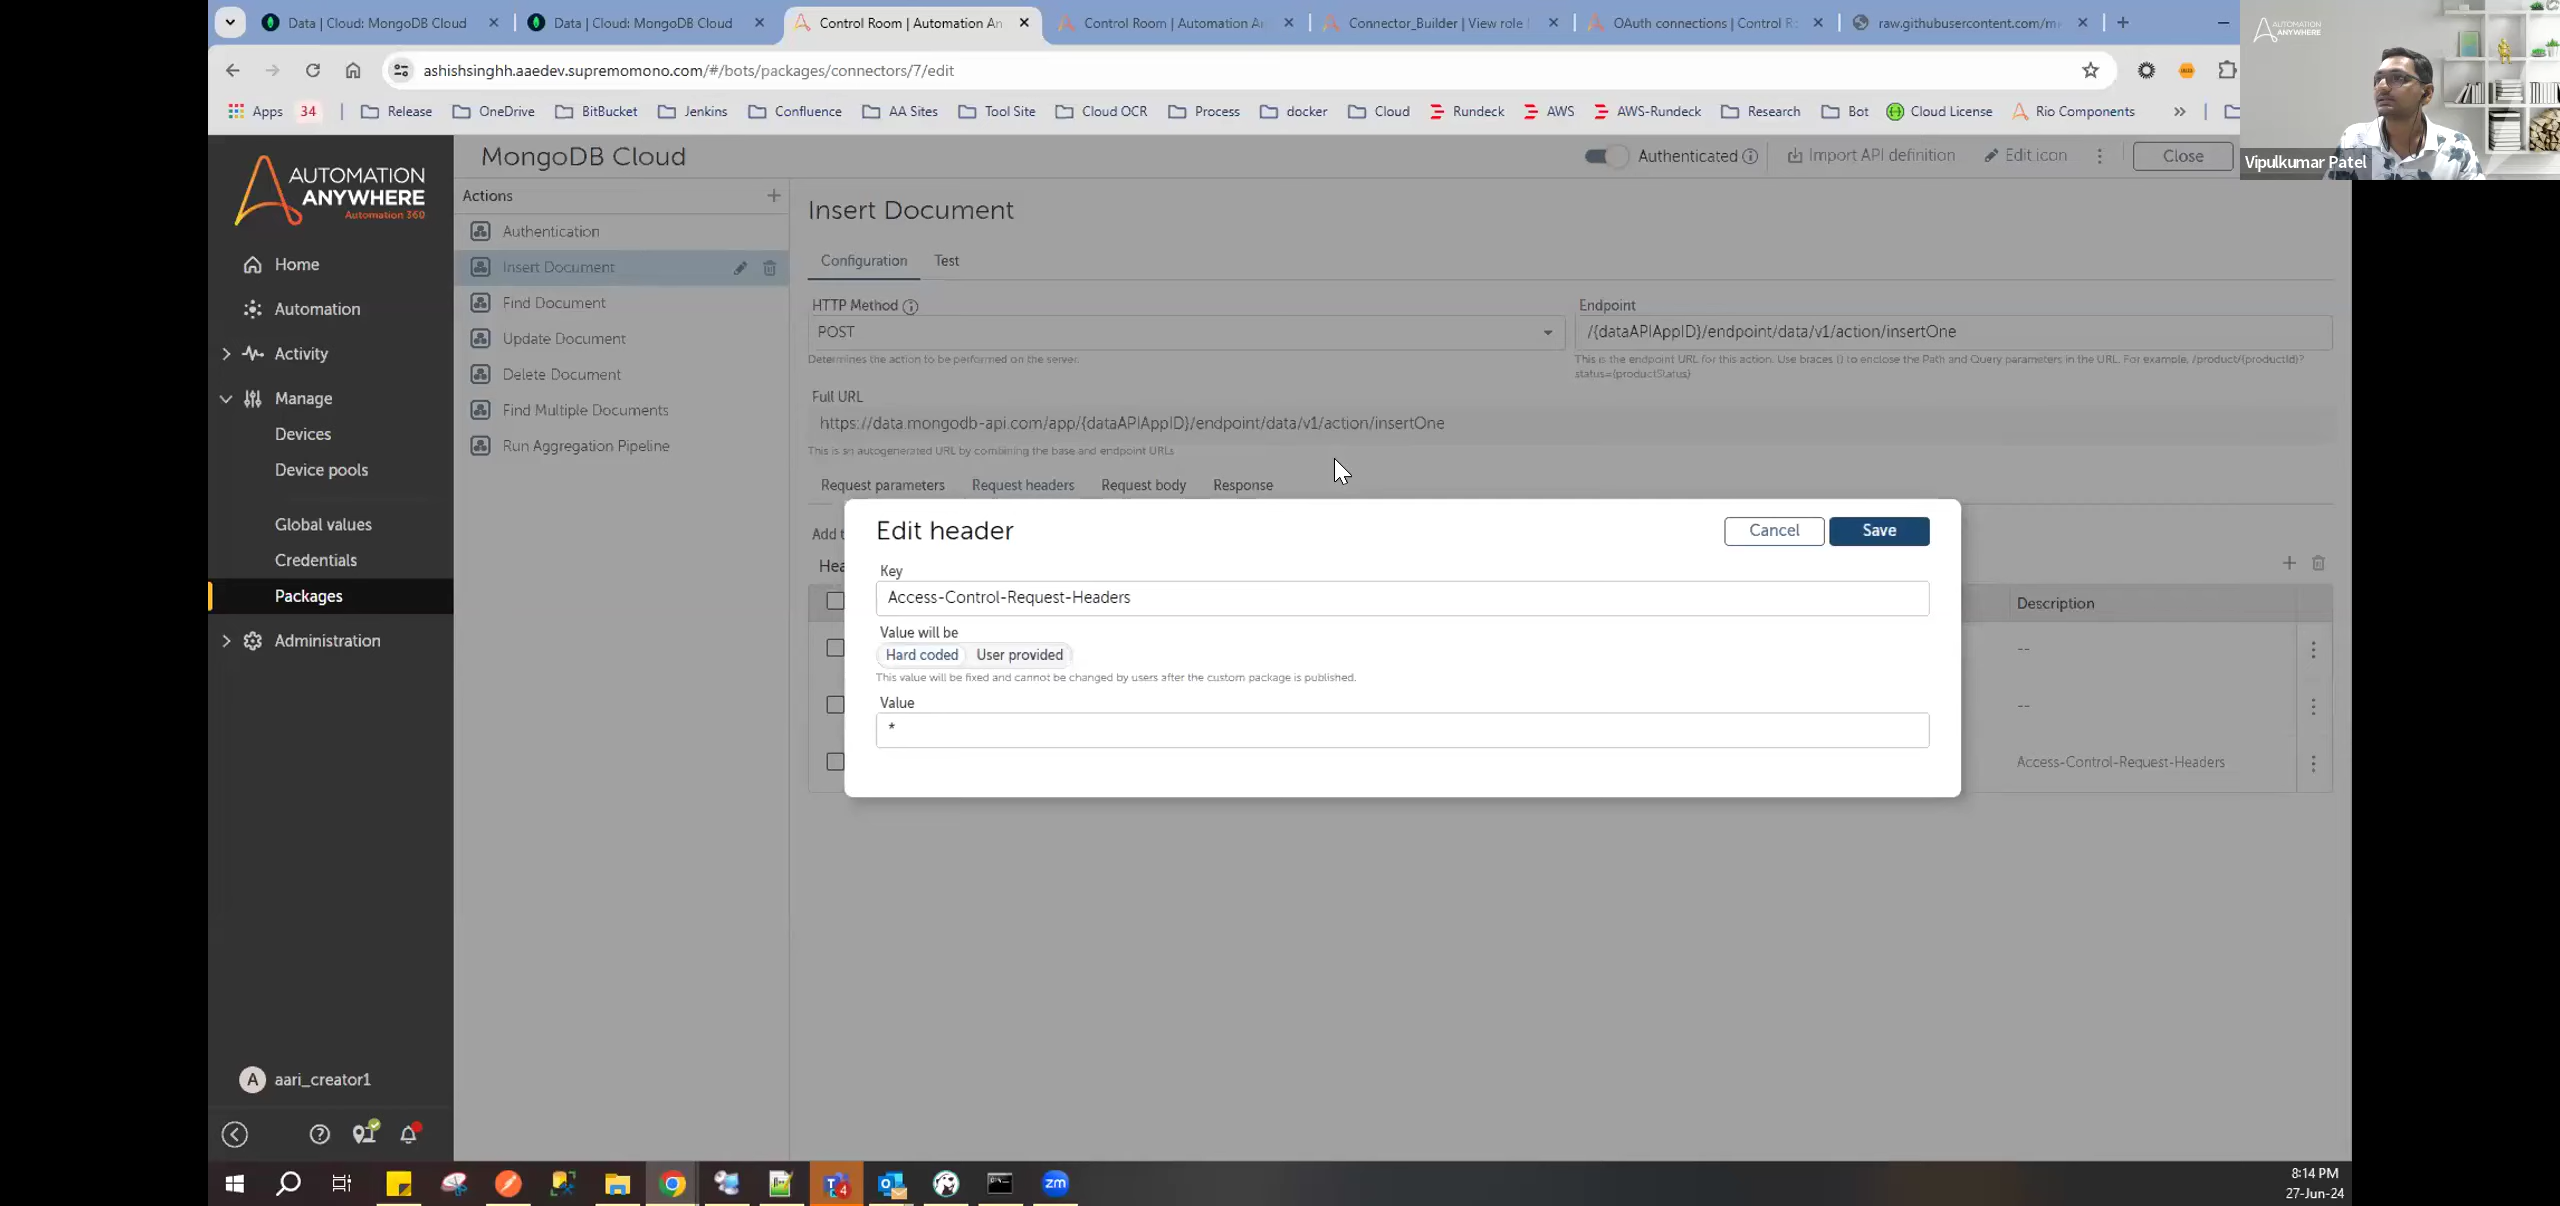 Data | Cloud: MongoDB Cloud
Data | Cloud: MongoDB Cloud
Control Room | Automation An
Control Room | Automation Ar
Connector_Builder | View role |
OAuth connections | Control R
raw.githubusercontent.com/m
AUTOMATION
ANYWHERE
ashishsinghh.aaedev.supremomono.com/#/bots/packages/connectors/7/edit
Apps
34
Release
OneDrive
BitBucket
Jenkins
Confluence
AA Sites
Tool Site
Cloud OCR
Process
docker
Cloud
Rundeck
AWS
AWS-Rundeck
Research
Bot
Cloud License
Rio Components
»
Vipulkumar Patel
AUTOMATION
ANYWHERE
Automation 360
Home
Automation
Activity
Manage
Devices
Device pools
Global values
Credentials
Packages
Administration
A aari_creator1
MongoDB Cloud
Authenticated
Import API definition
Edit icon
Close
Actions
Authentication
Insert Document
Find Document
Update Document
Delete Document
Find Multiple Documents
Run Aggregation Pipeline
Insert Document
Configuration
Test
HTTP Method
POST
Determines the action to be performed on the server.
Endpoint
/{dataAPIAppID}/endpoint/data/v1/action/insertOne
This is the endpoint URL for this action. Use braces {} to enclose the Path and Query parameters in the URL. For example, /product/{productId}?
status={productStatus}
Full URL
https://data.mongodb-api.com/app/{dataAPIAppID}/endpoint/data/v1/action/insertOne
This is an autogenerated URL by combining the base and endpoint URLs
Request parameters
Request headers
Request body
Response
Add t
Hea
Edit header
Cancel
Save
Key
Access-Control-Request-Headers
Value will be
Hard coded
User provided
This value will be fixed and cannot be changed by users after the custom package is published.
Value
*
Description
--
--
Access-Control-Request-Headers
4
zm
8:14 PM
27-Jun-24